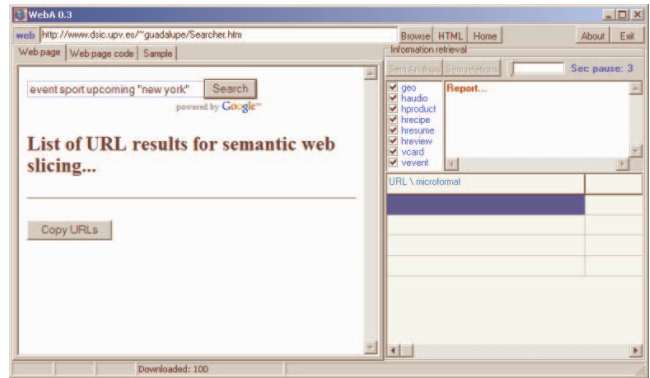 WebA 0.3
web http://www.dsic.upv.es/~guadalupe/Searcher.htm Browse HTML Home About Exit
Web page Web page code Sample
Information retrieval
Sec pause: 3
event sport upcoming "new york" Search
powered by Google™
List of URL results for semantic web
slicing...
Copy URLs
geo
haudio
hproduct
hrecipe
hresume
hreview
vcard
vevent
Report...
URL \ microformat
Downloaded: 100